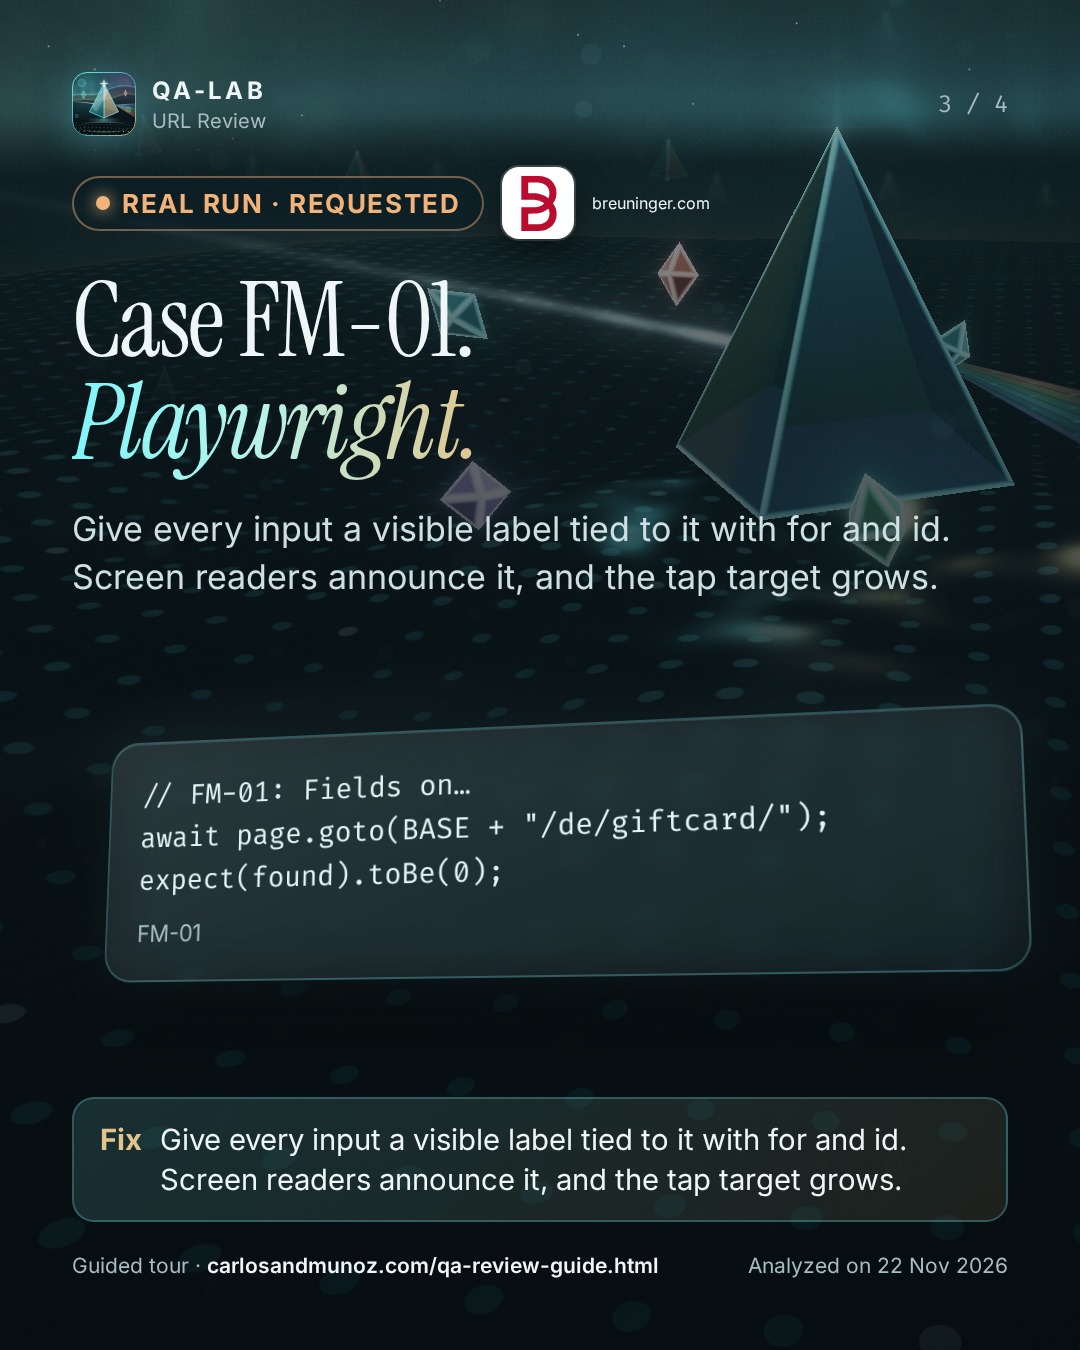 QA-LAB
URL Review
3 / 4
REAL RUN · REQUESTED
B
breuninger.com
Case FM-01.
Playwright.
Give every input a visible label tied to it with for and id.
Screen readers announce it, and the tap target grows.
// FM-01: Fields on…
await page.goto(BASE + "/de/giftcard/");
expect(found).toBe(0);
FM-01
Fix Give every input a visible label tied to it with for and id.
Screen readers announce it, and the tap target grows.
Guided tour · carlosandmunoz.com/qa-review-guide.html
Analyzed on 22 Nov 2026